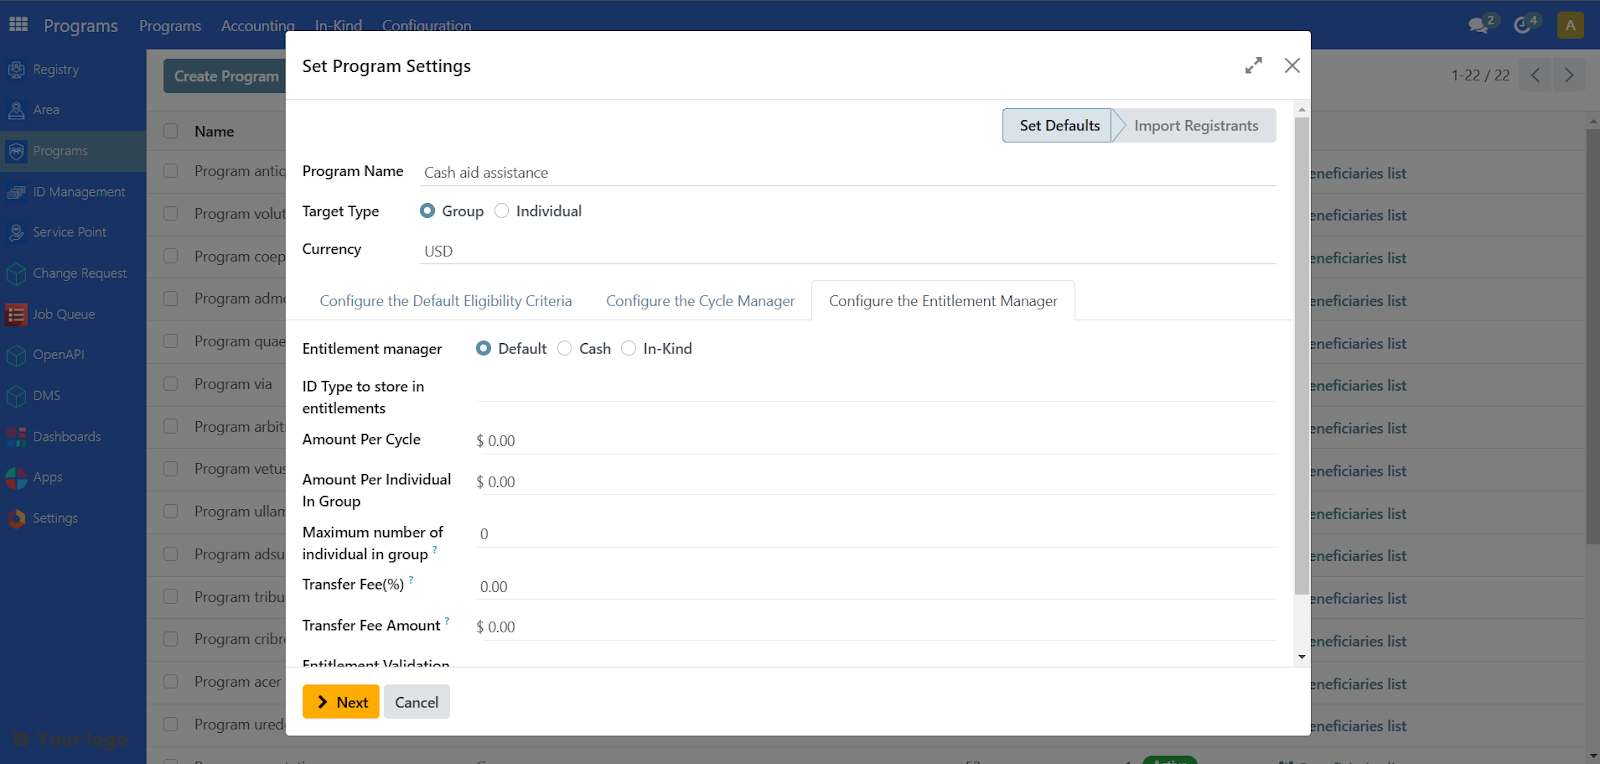 Programs Programs Accounting In-Kind Configuration 2 4 A
Registry
Area
Programs
ID Management
Service Point
Change Request
Job Queue
OpenAPI
DMS
Dashboards
Apps
Settings
Your logo
Create Program
1-22 / 22
Name
Program antiq
Program volut
Program coep
Program admo
Program quae
Program via
Program arbit
Program vetus
Program ullam
Program adsu
Program tribu
Program cribre
Program acer
Program ured
eneficiaries list
eneficiaries list
eneficiaries list
eneficiaries list
eneficiaries list
eneficiaries list
eneficiaries list
eneficiaries list
eneficiaries list
eneficiaries list
eneficiaries list
eneficiaries list
eneficiaries list
eneficiaries list
Set Program Settings
Set Defaults Import Registrants
Program Name Cash aid assistance
Target Type Group Individual
Currency USD
Configure the Default Eligibility Criteria Configure the Cycle Manager Configure the Entitlement Manager
Entitlement manager Default Cash In-Kind
ID Type to store in
entitlements
Amount Per Cycle $ 0.00
Amount Per Individual
In Group $ 0.00
Maximum number of
individual in group ? 0
Transfer Fee(%) ? 0.00
Transfer Fee Amount ? $ 0.00
Entitlement Validation
Next Cancel